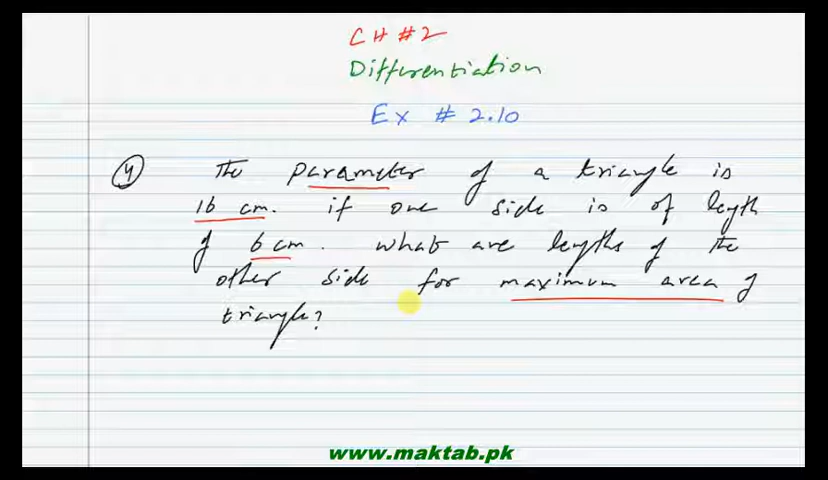 CH #2
Differentiation
Ex # 2.10
④ The parameter of a triangle is
16 cm. if one side is of length
of 6 cm. what are lengths of the
other side for maximum area of
triangle?
www.maktab.pk